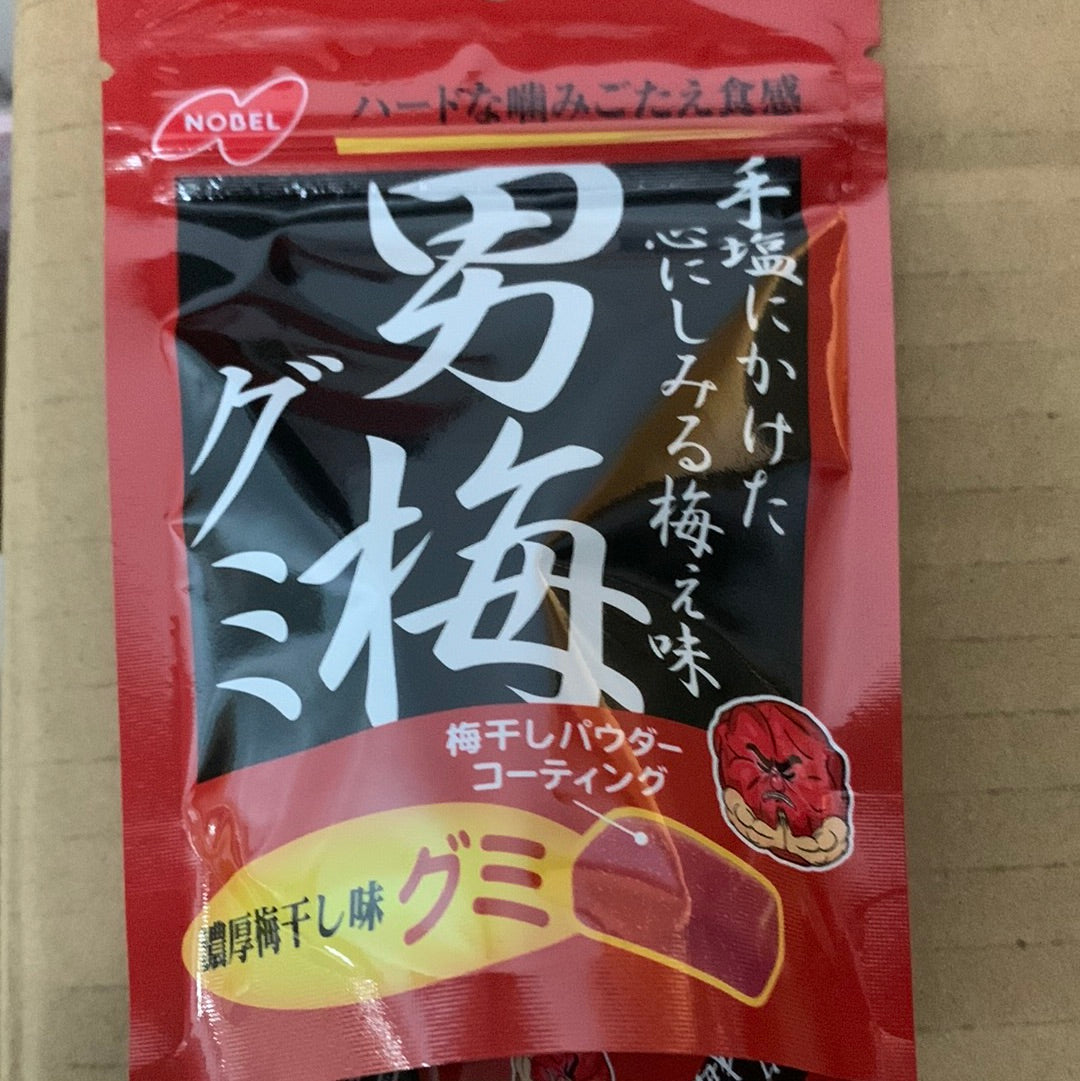 NOBEL
ハードな噛みごたえ食感
男梅
グミ
手塩にかけた
心にしみる梅え味
梅干しパウダー
コーティング
濃厚梅干し味
グミ